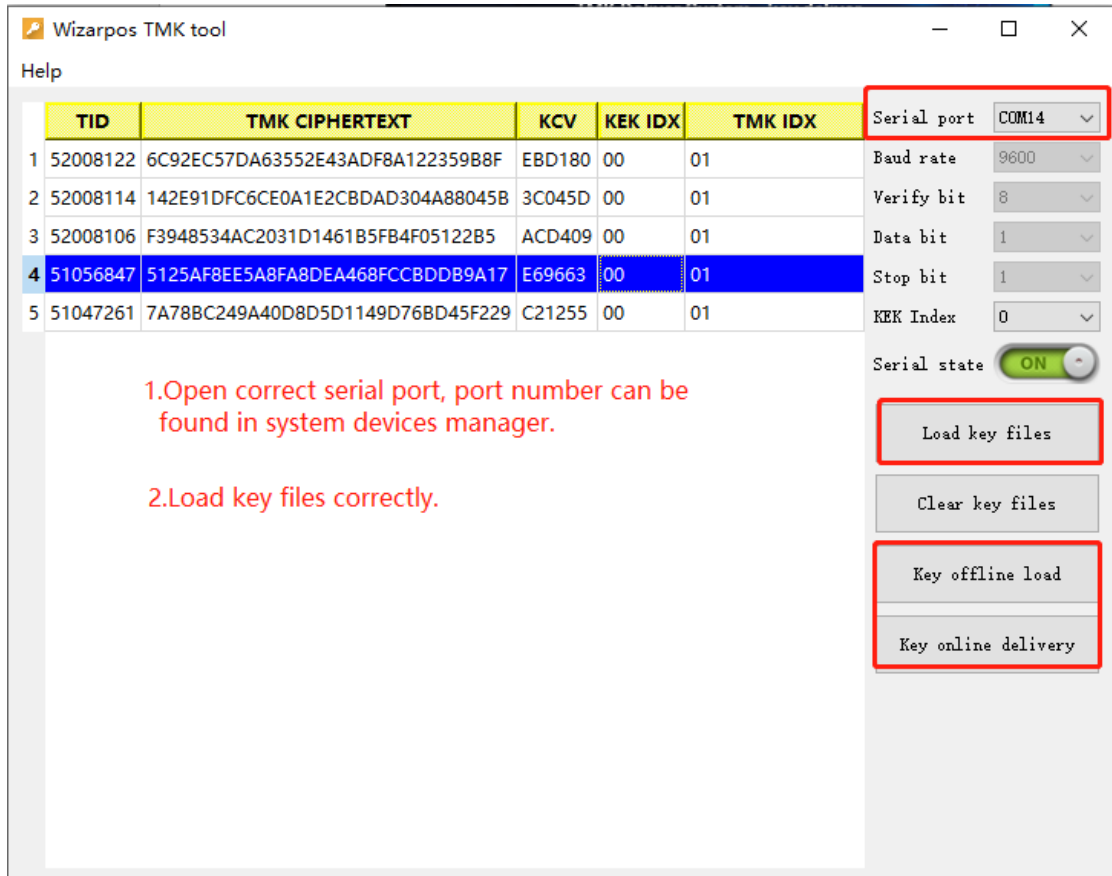 Wizarpos TMK tool
Help
TID TMK CIPHERTEXT KCV KEK IDX TMK IDX
1 52008122 6C92EC57DA63552E43ADF8A122359B8F EBD180 00 01
2 52008114 142E91DFC6CE0A1E2CBDAD304A88045B 3C045D 00 01
3 52008106 F3948534AC2031D1461B5FB4F05122B5 ACD409 00 01
4 51056847 5125AF8EE5A8FA8DEA468FCCBDDB9A17 E69663 00 01
5 51047261 7A78BC249A40D8D5D1149D76BD45F229 C21255 00 01
1.Open correct serial port, port number can be
found in system devices manager.
2.Load key files correctly.
Serial port COM14
Baud rate 9600
Verify bit 8
Data bit 1
Stop bit 1
KEK Index 0
Serial state ON
Load key files
Clear key files
Key offline load
Key online delivery